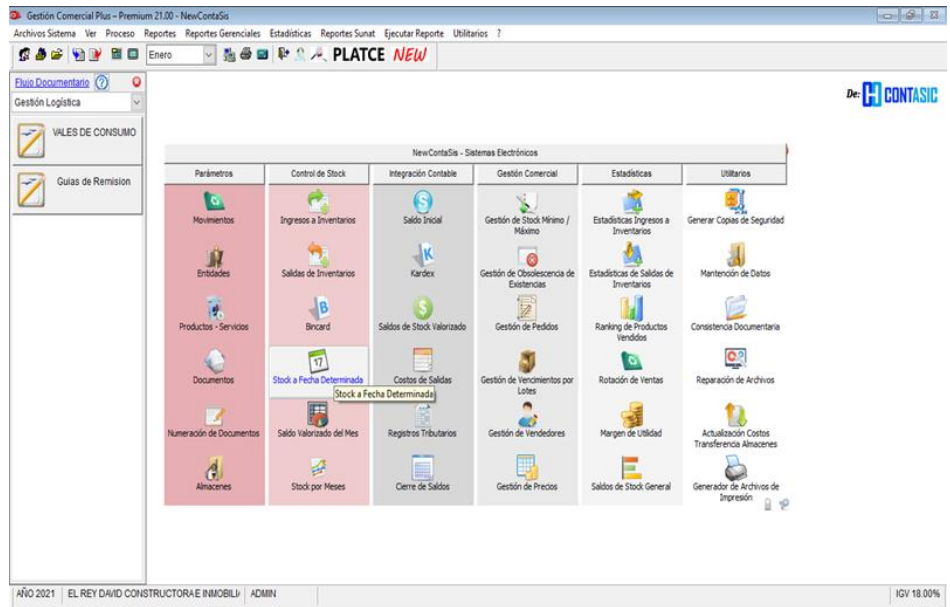 Gestión Comercial Plus – Premium 21.00 - NewContaSis
Archivos Sistema Ver Proceso Reportes Reportes Gerenciales Estadísticas Reportes Sunat Ejecutar Reporte Utilitarios ?
Enero PLATCE NEW
Flujo Documentario
Gestión Logística
VALES DE CONSUMO
Guias de Remision
De: CONTASIC
NewContaSis - Sistemas Electrónicos
Parámetros Control de Stock Integración Contable Gestión Comercial Estadísticas Utilitarios
Movimientos Ingresos a Inventarios Saldo Inicial Gestión de Stock Mínimo / Estadísticas Ingresos a Generar Copias de Seguridad
Máximo Inventarios
Entidades Salidas de Inventarios Kardex Gestión de Obsolescencia de Estadísticas de Salidas de Mantención de Datos
Existencias Inventarios
Productos - Servicios Bincard Saldos de Stock Valorizado Gestión de Pedidos Ranking de Productos Consistencia Documentaria
Vendidos
17
Documentos Stock a Fecha Determinada Costos de Salidas Gestión de Vencimientos por Rotación de Ventas Reparación de Archivos
Lotes
Stock a Fecha Determinada
Numeración de Documentos Saldo Valorizado del Mes Registros Tributarios Gestión de Vendedores Margen de Utilidad Actualización Costos
Transferencia Almacenes
Almacenes Stock por Meses Cierre de Saldos Gestión de Precios Saldos de Stock General Generador de Archivos de
Impresión
AÑO 2021 EL REY DAVID CONSTRUCTORA E INMOBILI ADMIN IGV 18.00%